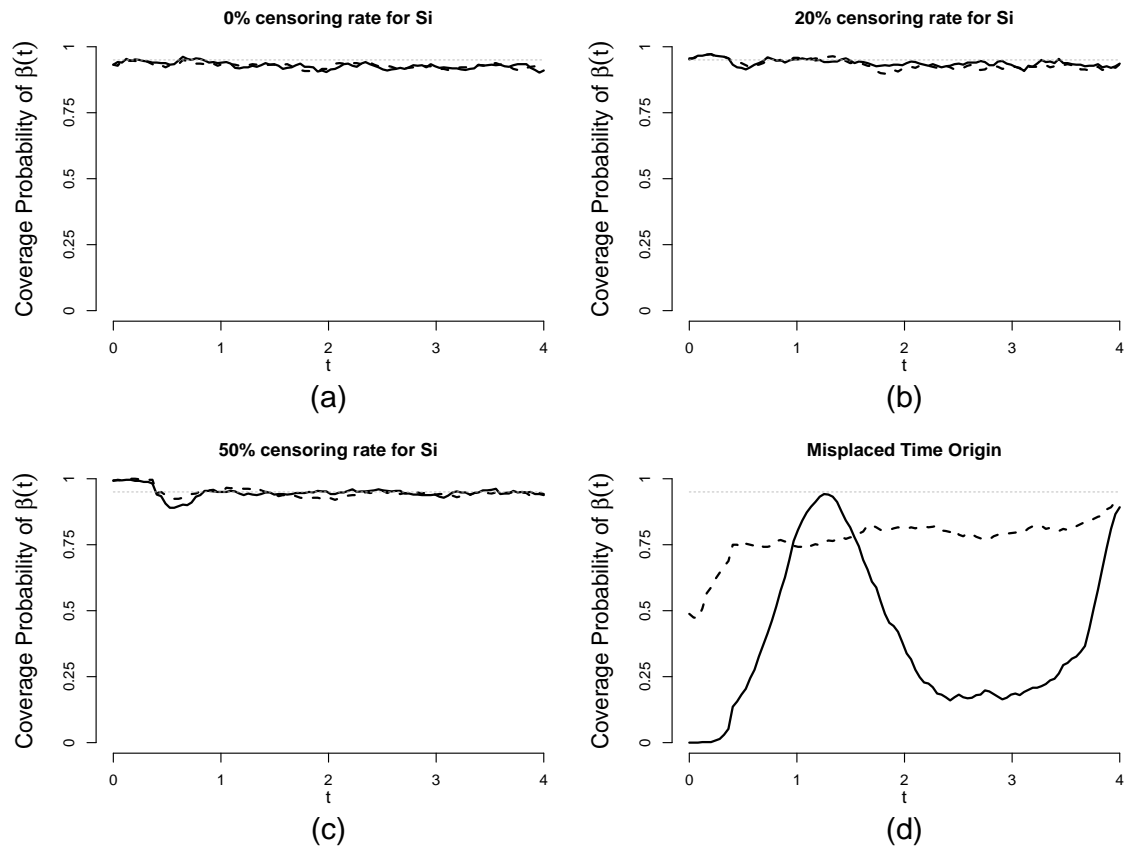 0% censoring rate for Si
Coverage Probability of β(t)
0 0.25 0.5 0.75 1
0 1 2 3 4
t
(a)
20% censoring rate for Si
Coverage Probability of β(t)
0 0.25 0.5 0.75 1
0 1 2 3 4
t
(b)
50% censoring rate for Si
Coverage Probability of β(t)
0 0.25 0.5 0.75 1
0 1 2 3 4
t
(c)
Misplaced Time Origin
Coverage Probability of β(t)
0 0.25 0.5 0.75 1
0 1 2 3 4
t
(d)